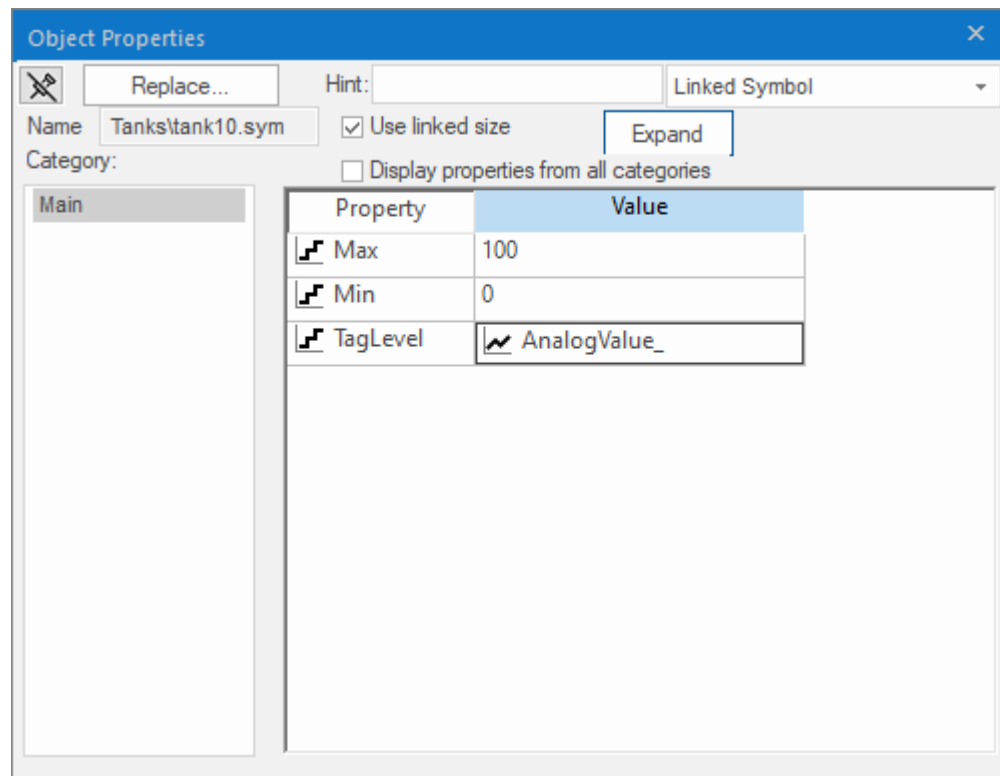 Object Properties
Replace...
Hint:
Linked Symbol
Name
Tanks\tank10.sym
Use linked size
Expand
Category:
Display properties from all categories
Main
Property Value
Max 100
Min 0
TagLevel AnalogValue_